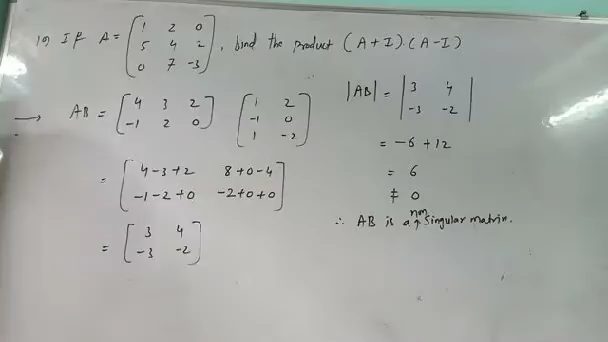 10) If A = (1 2 0 / 5 4 2 / 0 7 -3), find the product (A+I).(A-I)
→ AB = [4 3 2 / -1 2 0] [1 2 / -1 0 / 1 -2]
= [4-3+2 8+0-4 / -1-2+0 -2+0+0]
= [3 4 / -3 -2]
|AB| = |3 4 / -3 -2|
= -6+12
= 6
≠ 0
∴ AB is a non singular matrix.